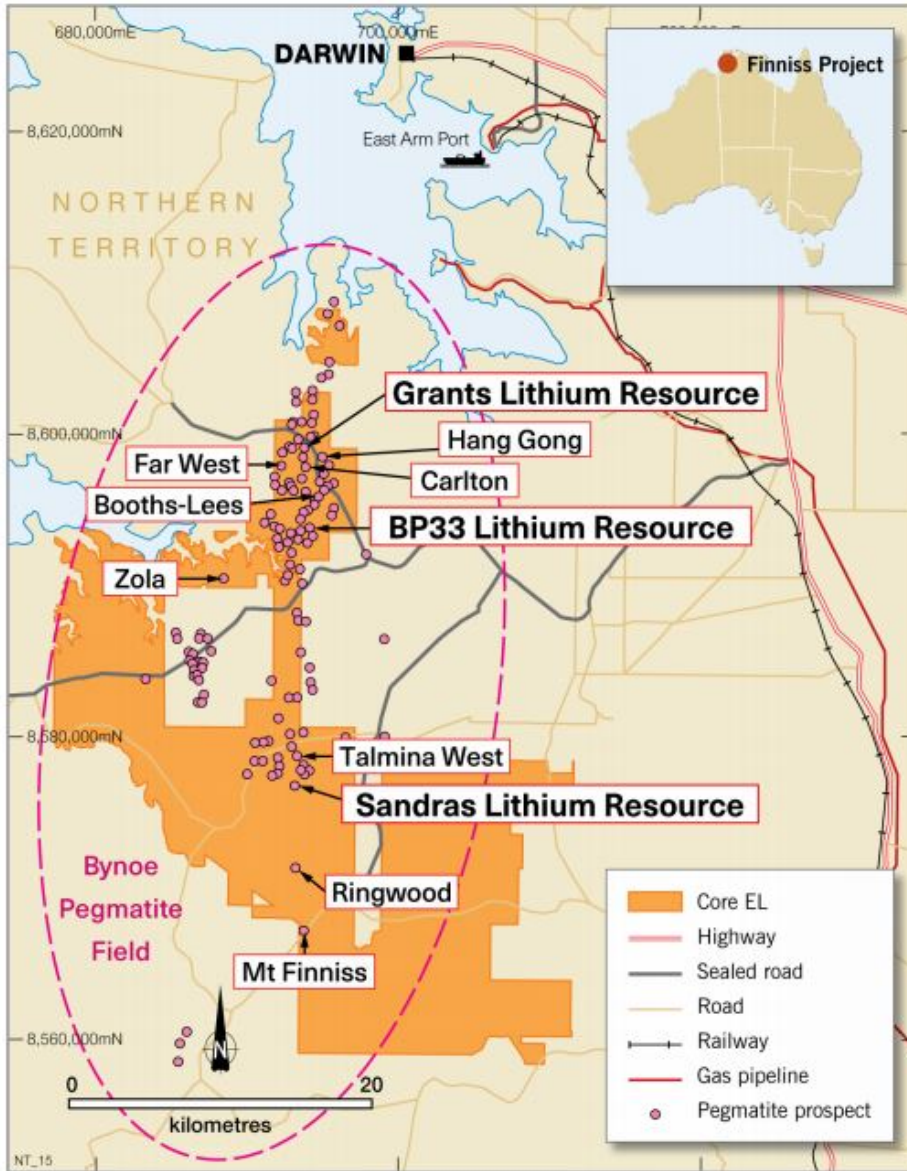 680,000mE
700,000mE
DARWIN
Finniss Project
8,620,000mN
East Arm Port
NORTHERN
TERRITORY
Grants Lithium Resource
8,600,000mN
Hang Gong
Far West
Carlton
Booths-Lees
BP33 Lithium Resource
Zola
8,580,000mN
Talmina West
Sandras Lithium Resource
Bynoe
Pegmatite
Field
Ringwood
Mt Finniss
Core EL
Highway
Sealed road
Road
Railway
Gas pipeline
Pegmatite prospect
8,560,000mN
N
0 20
kilometres
NT_15